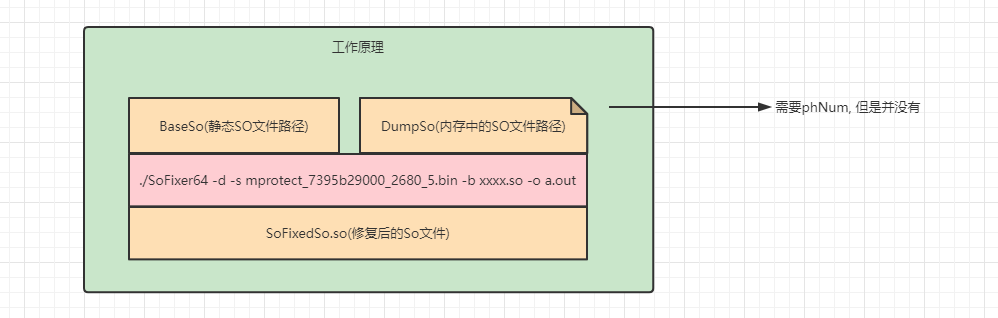 工作原理
BaseSo(静态SO文件路径)
DumpSo(内存中的SO文件路径)
需要phNum, 但是并没有
./SoFixer64 -d -s mprotect_7395b29000_2680_5.bin -b xxxx.so -o a.out
SoFixedSo.so(修复后的So文件)